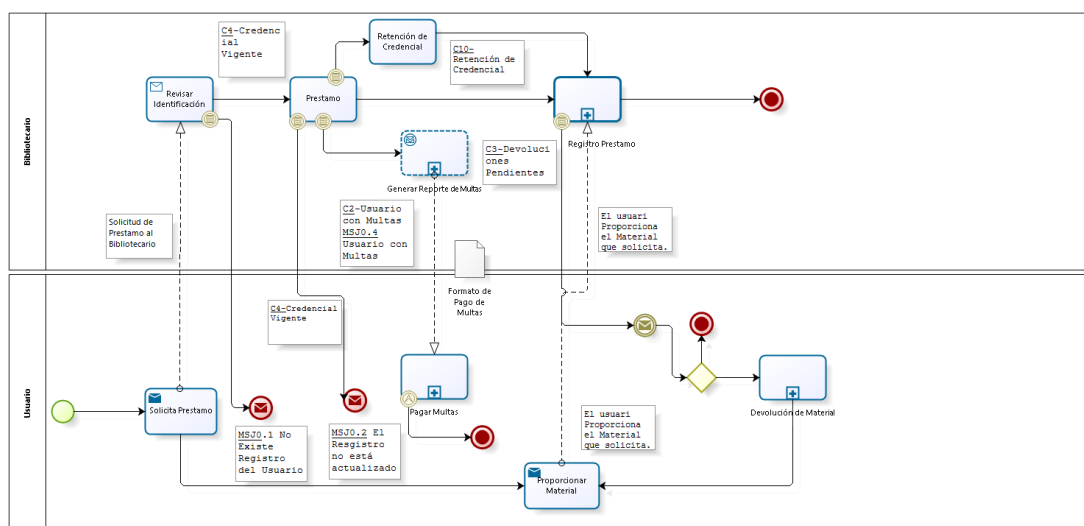 Bibliotecario
C4-Credenc
ial
Vigente
Retención de
Credencial
C10-
Retención de
Credencial
Revisar
Identificación
Prestamo
Registro Prestamo
C3-Devoluci
ones
Pendientes
Generar Reporte de Multas
C2-Usuario
con Multas
MSJ0.4
Usuario con
Multas
Solicitud de
Prestamo al
Bibliotecario
El usuari
Proporciona
el Material
que solicita.
Formato de
Pago de
Multas
Usuario
C4-Credencial
Vigente
Solicita Prestamo
MSJ0.1 No
Existe
Registro
del Usuario
MSJ0.2 El
Resgistro
no está
actualizado
Pagar Multas
El usuari
Proporciona
el Material
que solicita.
Devolución de Material
Proporcionar
Material